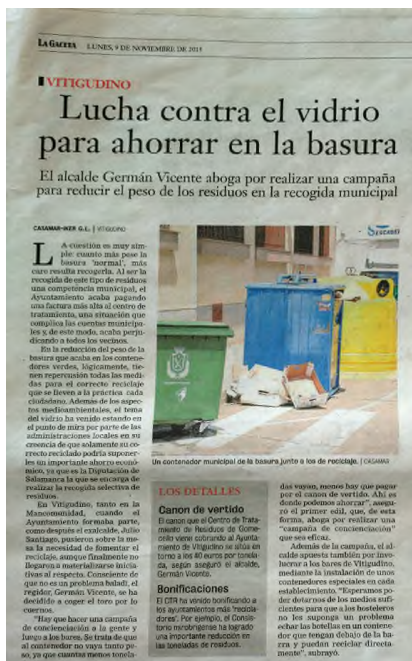 LA GACETA LUNES, 9 DE NOVIEMBRE DE 2015
VITIGUDINO
Lucha contra el vidrio
para ahorrar en la basura
El alcalde Germán Vicente aboga por realizar una campaña
para reducir el peso de los residuos en la recogida municipal
CASAMAR-IKER G.E. | VITIGUDINO
LA cuestión es muy sim-
ple: cuanto más pese la
basura ‘normal’, más
caro resulta recogerla. Al ser la
recogida de este tipo de residuos
una competencia municipal, el
Ayuntamiento acaba pagando
una factura más alta al centro de
tratamiento, una situación que
complica las cuentas municipa-
les y, de este modo, acaba perju-
dicando a todos los vecinos.
En la reducción del peso de la
basura que acaba en los contene-
dores verdes, lógicamente, tie-
nen repercusión todas las medi-
das para el correcto reciclaje
que se lleven a la práctica cada
ciudadano. Además de los aspec-
tos medioambientales, el tema
del vidrio ha venido estando en
el punto de mira por parte de las
administraciones locales en su
creencia de que solamente su co-
rrecto reciclado podría suponer-
les un importante ahorro econó-
mico, ya que es la Diputación de
Salamanca la que se encarga de
realizar la recogida selectiva de
residuos.
En Vitigudino, tanto en la
Mancomunidad, cuando el
Ayuntamiento formaba parte,
como después el exalcalde, Julio
Santiago, pusieron sobre la me-
sa la necesidad de fomentar el
reciclaje, aunque finalmente no
llegaron a materializarse inicia-
tivas al respecto. Consciente de
que no es un problema baladí, el
regidor, Germán Vicente, se ha
decidido a coger el toro por lo
cuernos.
“Hay que hacer una campaña
de concienciación a la gente y
luego a los bares. Se trata de que
al contenedor no vaya tanto pe-
so, ya que cuantas menos tonela-
Un contenedor municipal de la basura junto a los de reciclaje. | CASAMAR
LOS DETALLES
Canon de vertido
El canon que el Centro de Trata-
miento de Residuos de Gome-
cello viene cobrando al Ayunta-
miento de Vitigudino se sitúa en
torno a los 40 euros por tonela-
da, según aseguró el alcalde,
Germán Vicente.
Bonificaciones
El CTR ha venido bonificando a
los ayuntamientos más “recicla-
dores”. Por ejemplo, el Consis-
torio mirobrigense ha logrado
una importante reducción en
las toneladas de residuos.
das vayan, menos hay que pagar
por el canon de vertido. Ahí es
donde podemos ahorrar”, asegu-
ró el primer edil, que, de esta
forma, aboga por realizar una
“campaña de concienciación”
que sea eficaz.
Además de la campaña, el al-
calde apuesta también por invo-
lucrar a los bares de Vitigudino,
mediante la instalación de unos
contenedores especiales en cada
establecimiento. “Esperamos po-
der dotarnos de los medios sufi-
cientes para que a los hosteleros
no les suponga un problema
echar las botellas en un contene-
dor que tengan debajo de la ba-
rra y puedan reciclar directa-
mente”, subrayó.